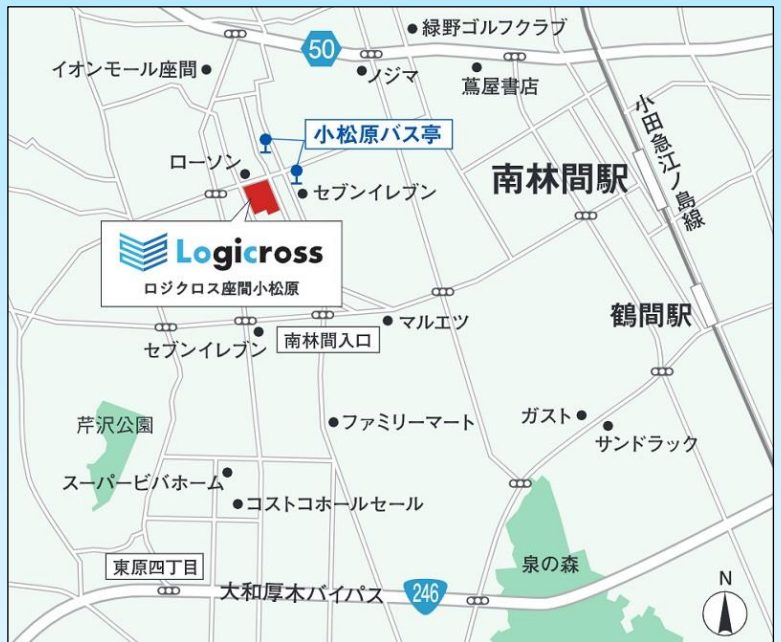 緑野ゴルフクラブ
50
イオンモール座間
ノジマ
蔦屋書店
小田急江ノ島線
小松原バス亭
ローソン
セブンイレブン
南林間駅
Logicross
ロジクロス座間小松原
鶴間駅
マルエツ
セブンイレブン
南林間入口
芹沢公園
ファミリーマート
ガスト
サンドラック
スーパービバホーム
コストコホールセール
東原四丁目
泉の森
大和厚木バイパス
246
N